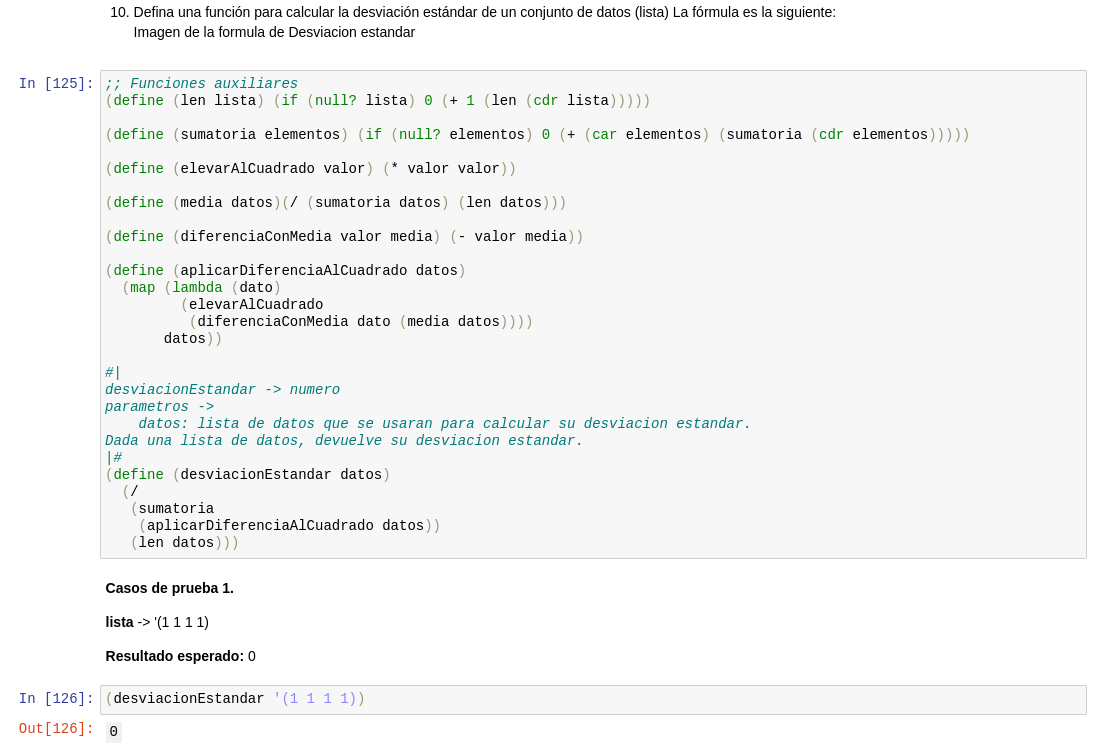 10. Defina una función para calcular la desviación estándar de un conjunto de datos (lista) La fórmula es la siguiente:
Imagen de la formula de Desviacion estandar
In [125]: ;; Funciones auxiliares
(define (len lista) (if (null? lista) 0 (+ 1 (len (cdr lista)))))
(define (sumatoria elementos) (if (null? elementos) 0 (+ (car elementos) (sumatoria (cdr elementos)))))
(define (elevarAlCuadrado valor) (* valor valor))
(define (media datos)(/ (sumatoria datos) (len datos)))
(define (diferenciaConMedia valor media) (- valor media))
(define (aplicarDiferenciaAlCuadrado datos)
  (map (lambda (dato)
         (elevarAlCuadrado
          (diferenciaConMedia dato (media datos))))
       datos))
#|
desviacionEstandar -> numero
parametros ->
    datos: lista de datos que se usaran para calcular su desviacion estandar.
Dada una lista de datos, devuelve su desviacion estandar.
|#
(define (desviacionEstandar datos)
  (/
   (sumatoria
    (aplicarDiferenciaAlCuadrado datos))
   (len datos)))
Casos de prueba 1.
lista -> '(1 1 1 1)
Resultado esperado: 0
In [126]: (desviacionEstandar '(1 1 1 1))
Out[126]: 0